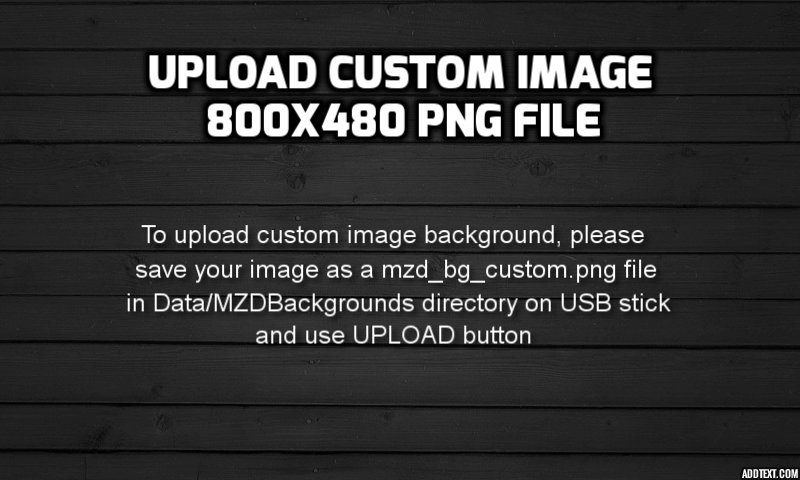 UPLOAD CUSTOM IMAGE
800X480 PNG FILE
To upload custom image background, please
save your image as a mzd_bg_custom.png file
in Data/MZDBackgrounds directory on USB stick
and use UPLOAD button
ADDTEXT.COM